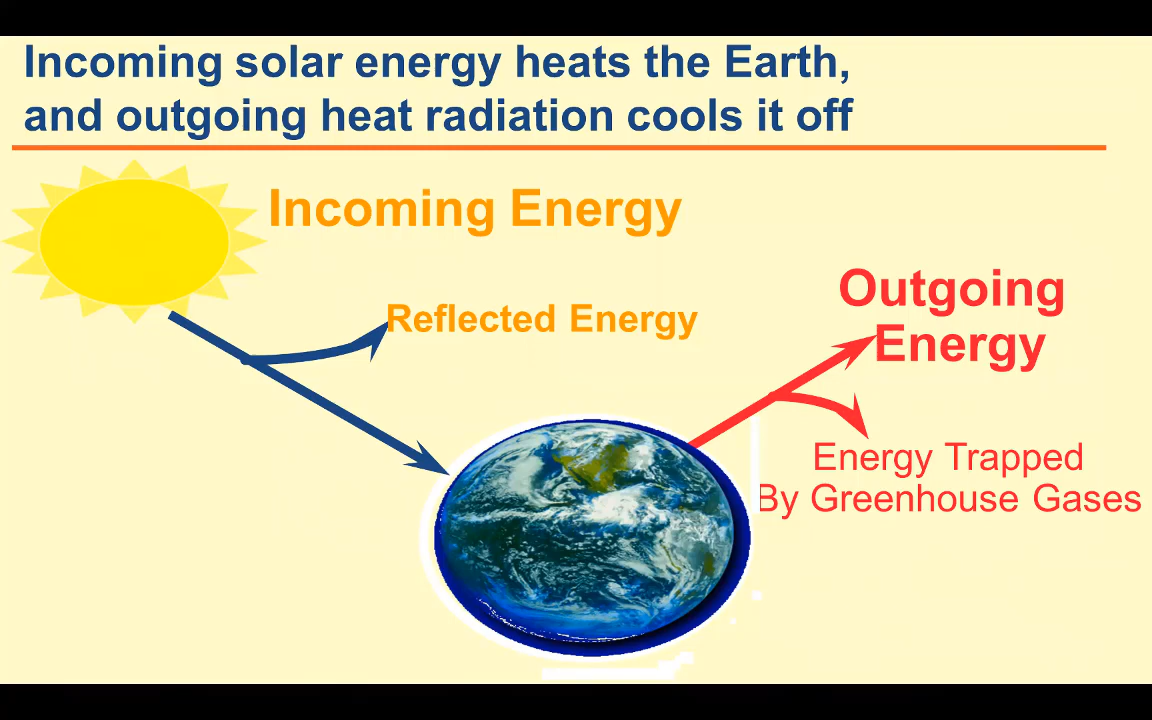 Incoming solar energy heats the Earth,
and outgoing heat radiation cools it off
Incoming Energy
Reflected Energy
Outgoing
Energy
Energy Trapped
By Greenhouse Gases